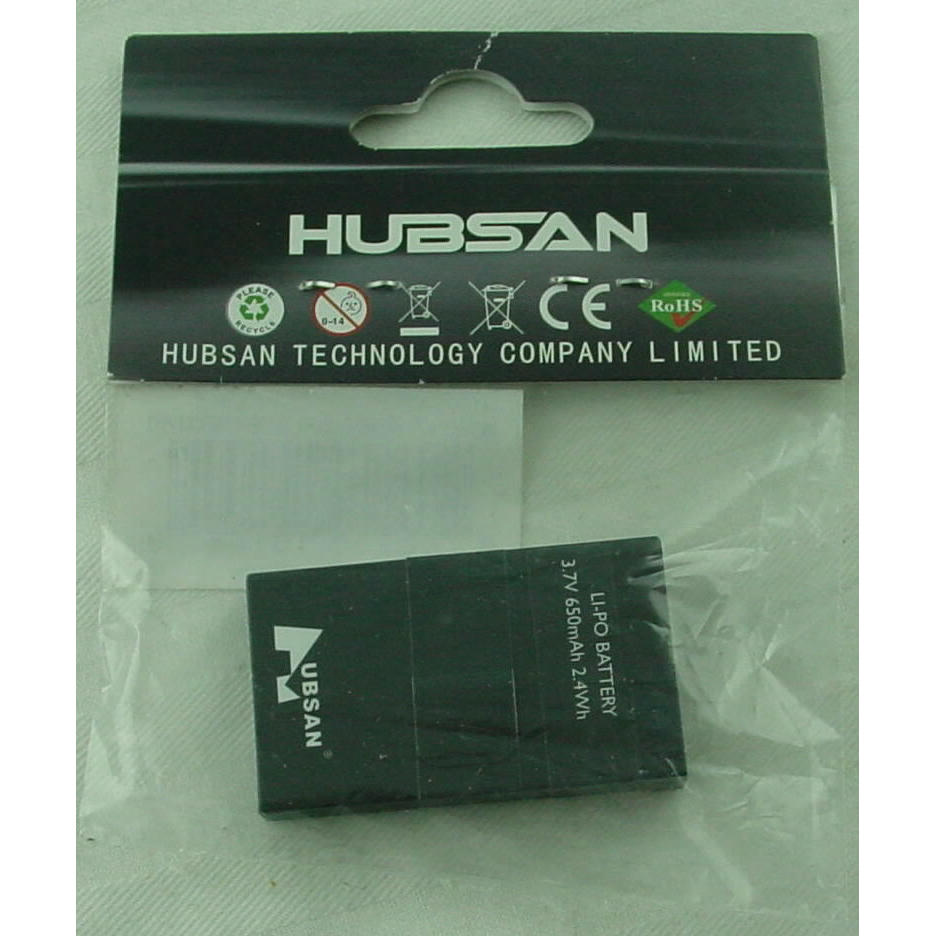 HUBSAN
PLEASE
RECYCLE
0-14
CE
RoHS
HUBSAN TECHNOLOGY COMPANY LIMITED
LI-PO BATTERY
3.7V 650mAh 2.4Wh
HUBSAN®